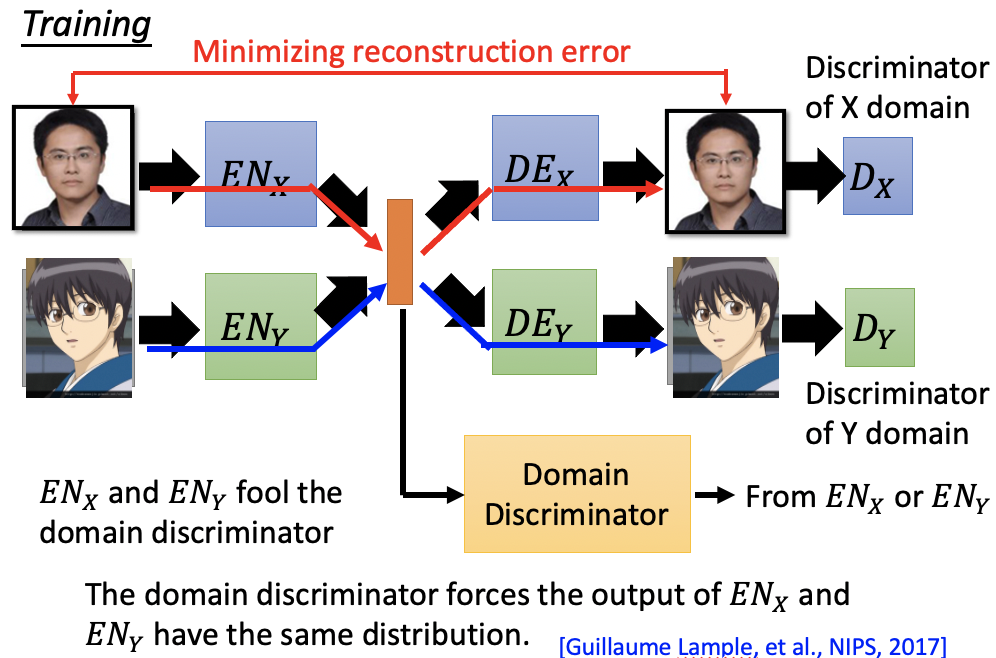 Training
Minimizing reconstruction error
Discriminator
of X domain
EN_X
DE_X
D_X
EN_Y
DE_Y
D_Y
Discriminator
of Y domain
Domain
Discriminator
From EN_X or EN_Y
EN_X and EN_Y fool the
domain discriminator
The domain discriminator forces the output of EN_X and
EN_Y have the same distribution.
[Guillaume Lample, et al., NIPS, 2017]